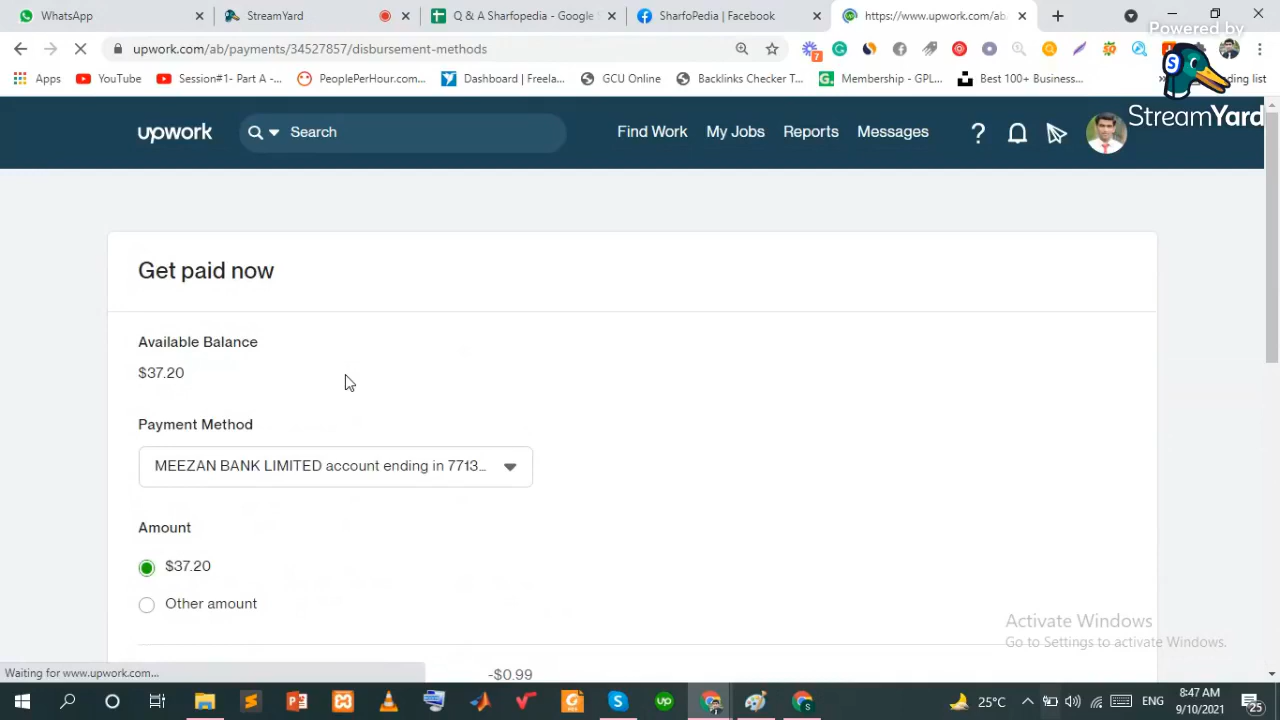 WhatsApp
StreamYard
Q & A Sharfopedia - Google
SharfoPedia | Facebook
https://www.upwork.com/ab
Powered by
upwork.com/ab/payments/34527857/disbursement-methods
7
Apps
YouTube
Session#1- Part A -...
PeoplePerHour.com...
Dashboard | Freela...
GCU Online
Backlinks Checker T...
Membership - GPL...
Best 100+ Business...
ding list
S
StreamYard
upwork
Search
Find Work
My Jobs
Reports
Messages
?
Get paid now
Available Balance
$37.20
Payment Method
MEEZAN BANK LIMITED account ending in 7713...
Amount
$37.20
Other amount
-$0.99
Activate Windows
Go to Settings to activate Windows.
Waiting for www.upwork.com...
25°C
ENG
8:47 AM
9/10/2021
25